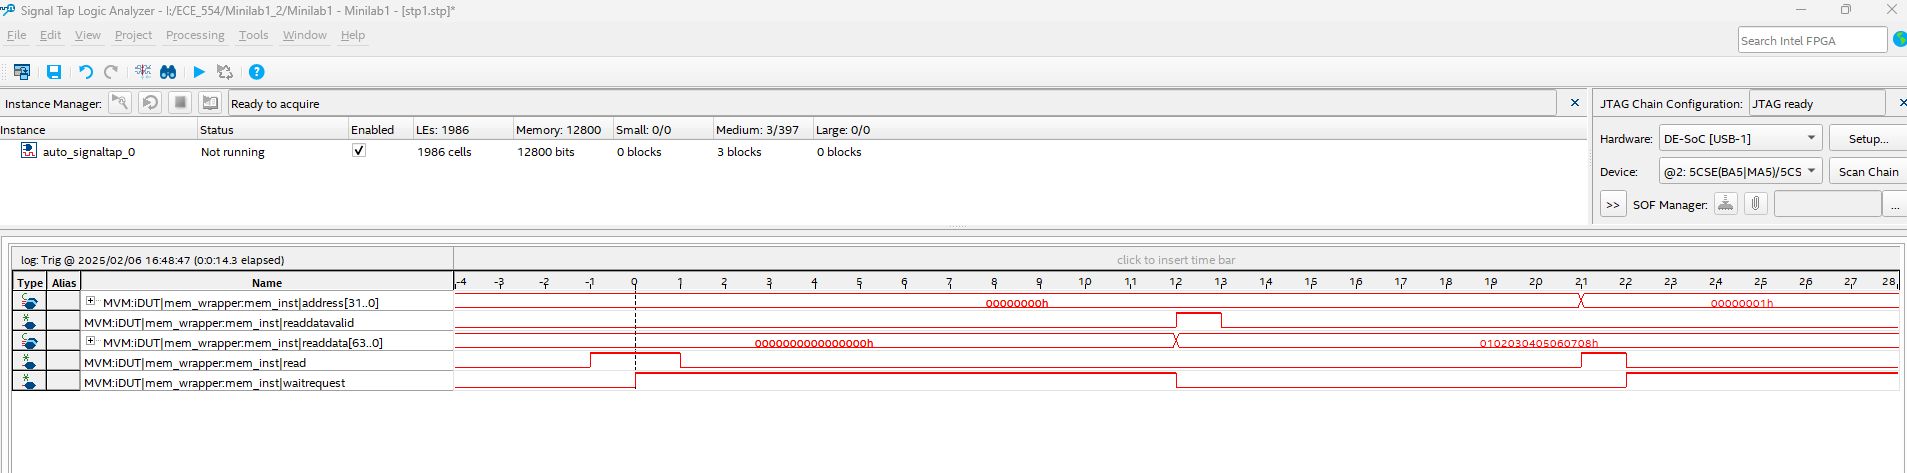 Signal Tap Logic Analyzer - I:/ECE_554/Minilab1_2/Minilab1 - Minilab1 - [stp1.stp]*
File Edit View Project Processing Tools Window Help
Search Intel FPGA
Instance Manager: Ready to acquire
JTAG Chain Configuration: JTAG ready
Instance Status Enabled LEs: 1986 Memory: 12800 Small: 0/0 Medium: 3/397 Large: 0/0
auto_signaltap_0 Not running 1986 cells 12800 bits 0 blocks 3 blocks 0 blocks
Hardware: DE-SoC [USB-1] Setup...
Device: @2: 5CSE(BA5|MA5)/5CS Scan Chain
>> SOF Manager: ...
log: Trig @ 2025/02/06 16:48:47 (0:0:14.3 elapsed) click to insert time bar
Type Alias Name -4 -3 -2 -1 0 1 2 3 4 5 6 7 8 9 10 11 12 13 14 15 16 17 18 19 20 21 22 23 24 25 26 27 28
MVM:iDUT|mem_wrapper:mem_inst|address[31..0] 00000000h 00000001h
MVM:iDUT|mem_wrapper:mem_inst|readdatavalid
MVM:iDUT|mem_wrapper:mem_inst|readdata[63..0] 0000000000000000h 0102030405060708h
MVM:iDUT|mem_wrapper:mem_inst|read
MVM:iDUT|mem_wrapper:mem_inst|waitrequest